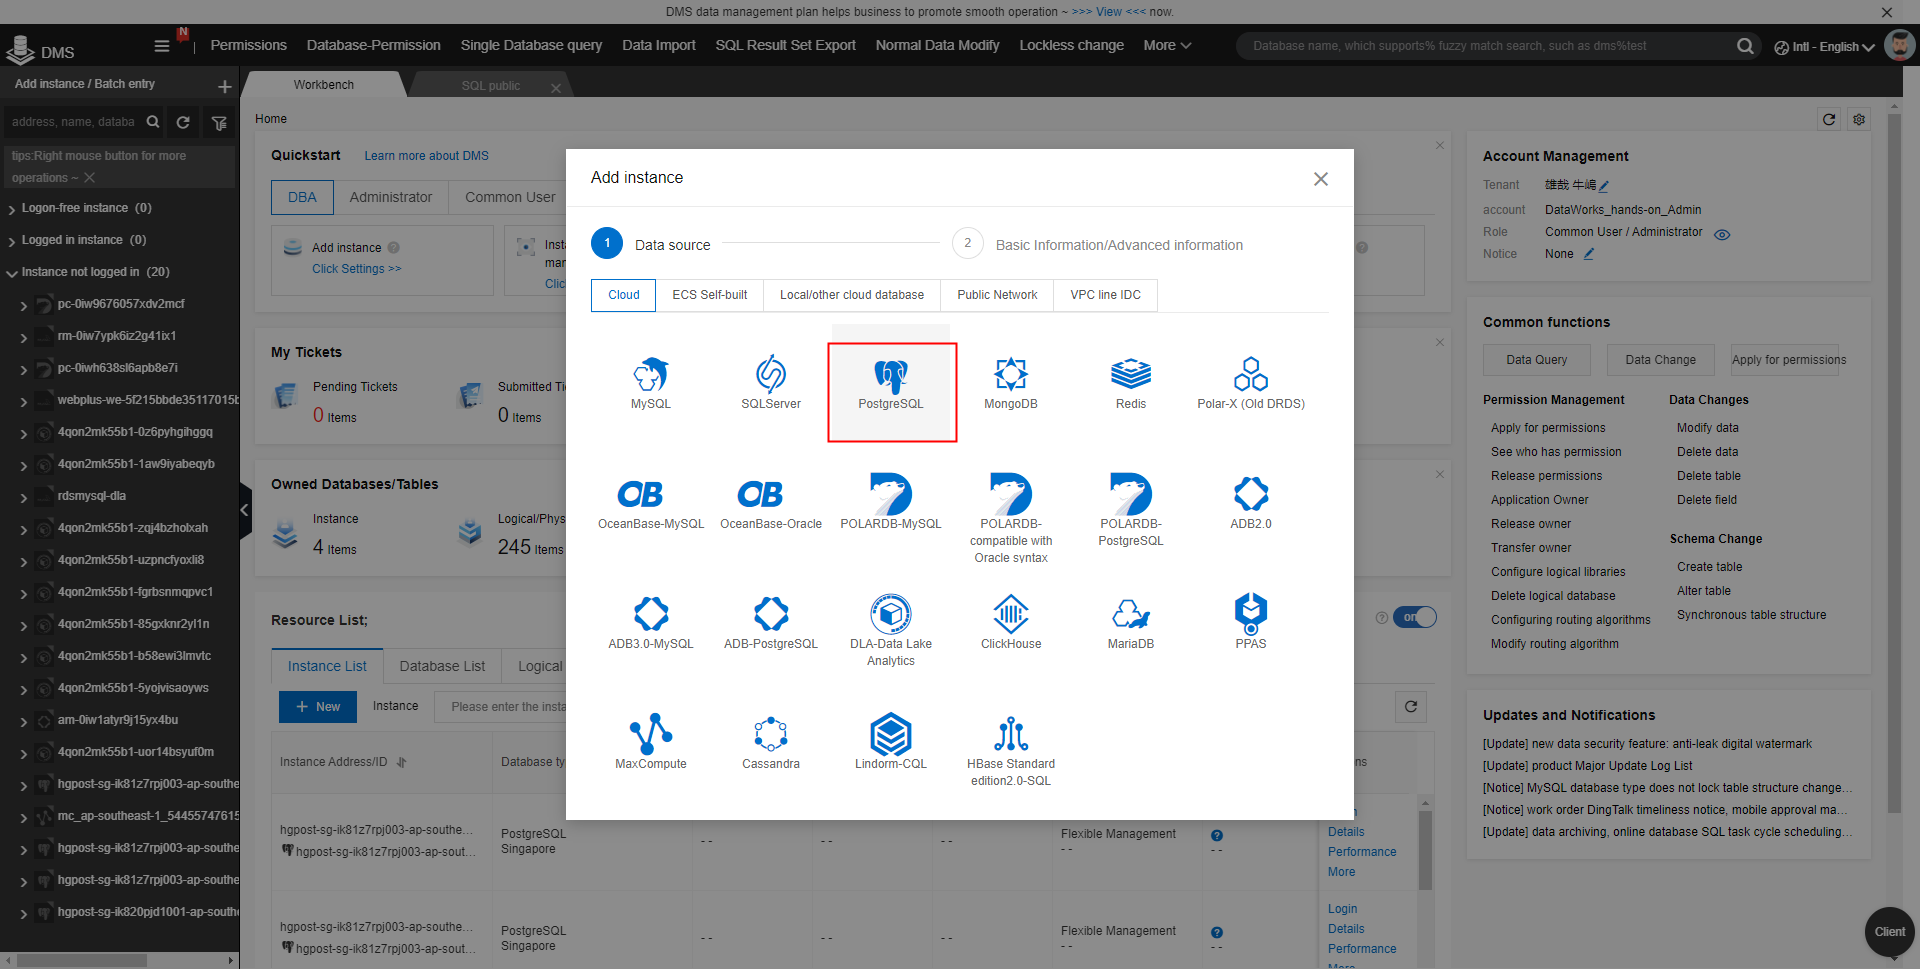 DMS data management plan helps business to promote smooth operation ~ >>> View <<< now.
DMS
N
Permissions
Database-Permission
Single Database query
Data Import
SQL Result Set Export
Normal Data Modify
Lockless change
More
Database name, which supports% fuzzy match search, such as dms%test
Intl - English
Add instance / Batch entry
Workbench
SQL public
address, name, databa
tips:Right mouse button for more
operations ~
Logon-free instance (0)
Logged in instance (0)
Instance not logged in (20)
pc-0iw9676057xdv2mcf
rm-0iw7ypk6iz2g41ix1
pc-0iwh638sl6apb8e7i
webplus-we-5f215bbde35117015b
4qon2mk55b1-0z6pyhgihggq
4qon2mk55b1-1aw9iyabeqyb
rdsmysql-dla
4qon2mk55b1-zqj4bzholxah
4qon2mk55b1-uzpncfyoxli8
4qon2mk55b1-fgrbsnmqpvc1
4qon2mk55b1-85gxknr2yl1n
4qon2mk55b1-b58ewi3lmvtc
4qon2mk55b1-5yojvisaoyws
am-0iw1atyr9j15yx4bu
4qon2mk55b1-uor14bsyuf0m
hgpost-sg-ik81z7rpj003-ap-southe
mc_ap-southeast-1_54455747615
hgpost-sg-ik81z7rpj003-ap-southe
hgpost-sg-ik81z7rpj003-ap-southe
hgpost-sg-ik820pjd1001-ap-southe
Home
Quickstart
Learn more about DMS
DBA
Administrator
Common User
Add instance
Click Settings >>
Inst
man
Clic
My Tickets
Pending Tickets
0 Items
Submitted Ti
0 Items
Owned Databases/Tables
Instance
4 Items
Logical/Phys
245 Items
Resource List;
on
Instance List
Database List
Logical
+ New
Instance
Please enter the insta
Instance Address/ID
Database ty
ns
hgpost-sg-ik81z7rpj003-ap-southe...
hgpost-sg-ik81z7rpj003-ap-sout...
PostgreSQL
Singapore
- -
- -
- -
Flexible Management
- -
- -
n
Details
Performance
More
hgpost-sg-ik81z7rpj003-ap-southe...
hgpost-sg-ik81z7rpj003-ap-sout...
PostgreSQL
Singapore
- -
- -
- -
Flexible Management
- -
- -
Login
Details
Performance
More
Add instance
1
Data source
2
Basic Information/Advanced information
Cloud
ECS Self-built
Local/other cloud database
Public Network
VPC line IDC
MySQL
SQLServer
PostgreSQL
MongoDB
Redis
Polar-X (Old DRDS)
OceanBase-MySQL
OceanBase-Oracle
POLARDB-MySQL
POLARDB-
compatible with
Oracle syntax
POLARDB-
PostgreSQL
ADB2.0
ADB3.0-MySQL
ADB-PostgreSQL
DLA-Data Lake
Analytics
ClickHouse
MariaDB
PPAS
MaxCompute
Cassandra
Lindorm-CQL
HBase Standard
edition2.0-SQL
Account Management
Tenant
雄哉 牛嶋
account
DataWorks_hands-on_Admin
Role
Common User / Administrator
Notice
None
Common functions
Data Query
Data Change
Apply for permissions
Permission Management
Apply for permissions
See who has permission
Release permissions
Application Owner
Release owner
Transfer owner
Configure logical libraries
Delete logical database
Configuring routing algorithms
Modify routing algorithm
Data Changes
Modify data
Delete data
Delete table
Delete field
Schema Change
Create table
Alter table
Synchronous table structure
Updates and Notifications
[Update] new data security feature: anti-leak digital watermark
[Update] product Major Update Log List
[Notice] MySQL database type does not lock table structure change...
[Notice] work order DingTalk timeliness notice, mobile approval ma...
[Update] data archiving, online database SQL task cycle scheduling...
Client